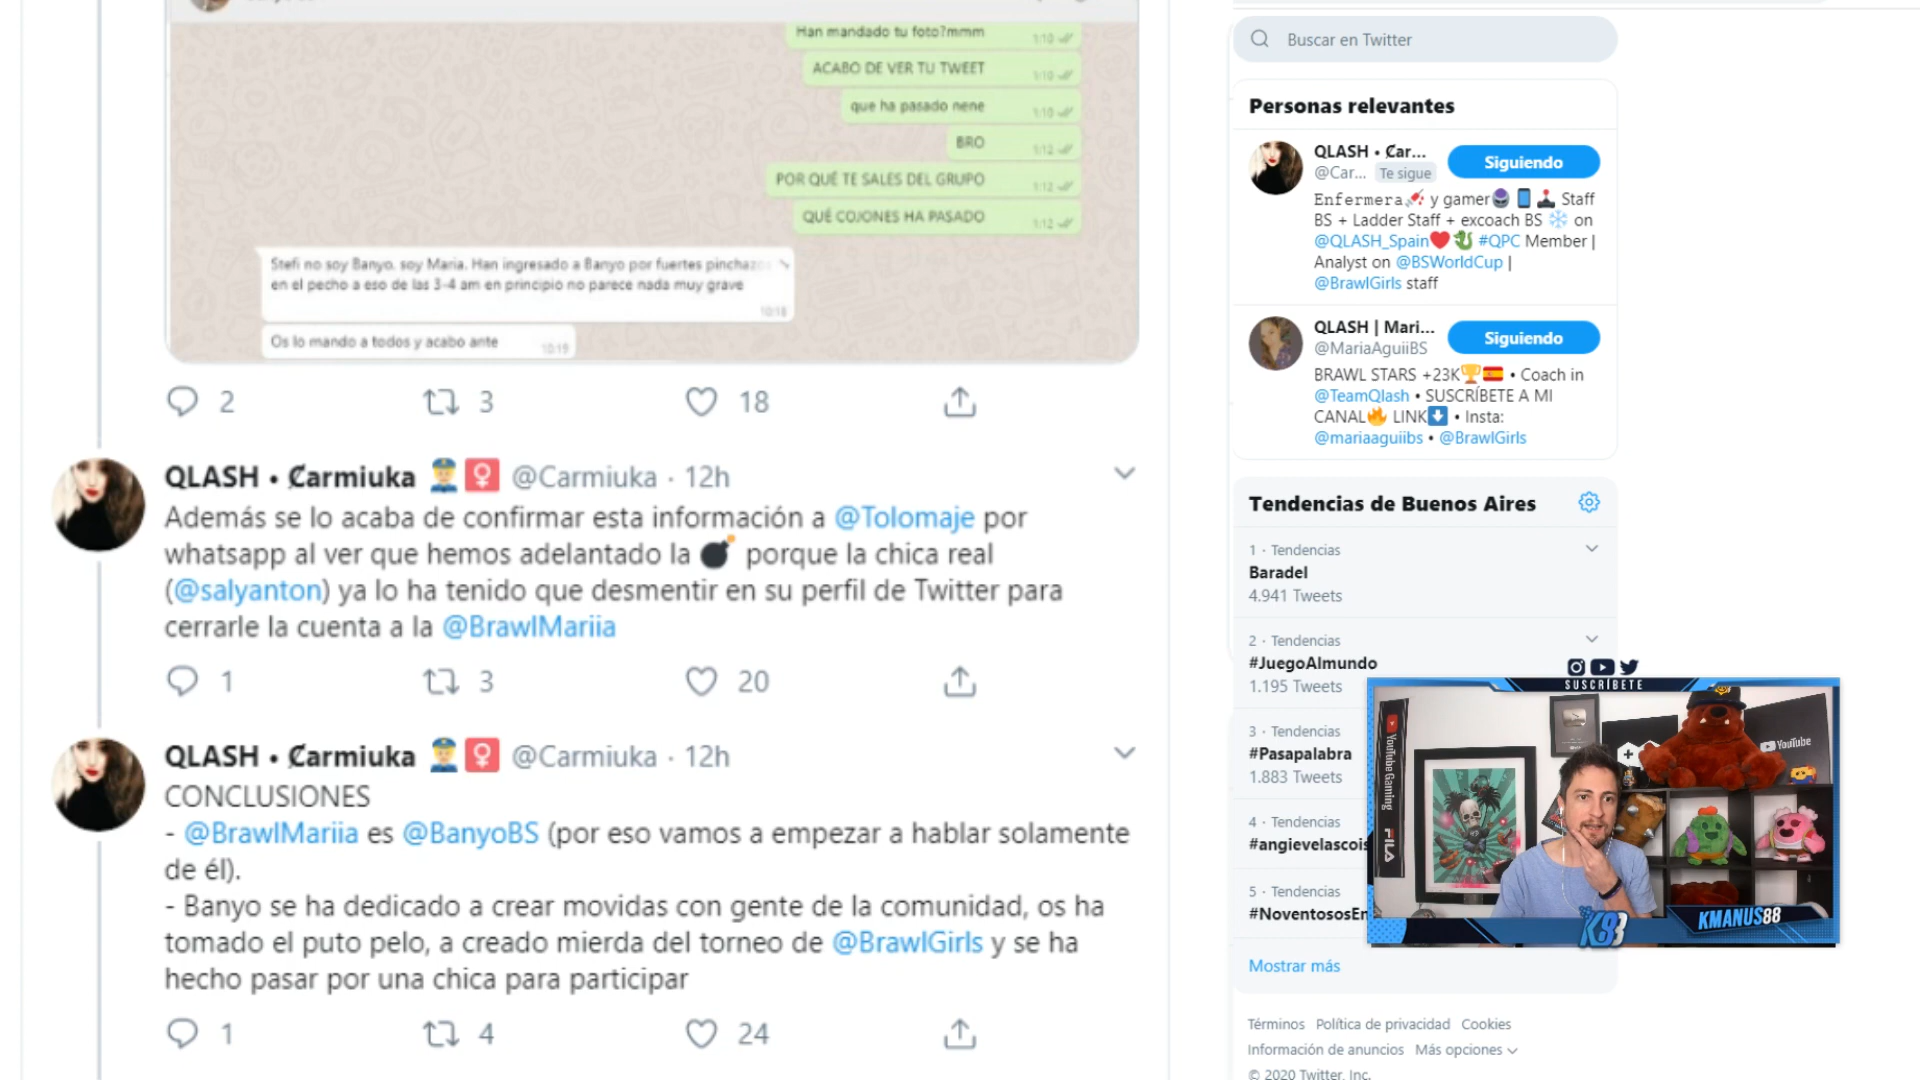 Han mandado tu foto?mmm
1:10
ACABO DE VER TU TWEET
1:10
que ha pasado nene
1:10
BRO
1:12
POR QUÉ TE SALES DEL GRUPO
1:12
QUÉ COJONES HA PASADO
1:12
Stefi no soy Banyo, soy Maria. Han ingresado a Banyo por fuertes
en el pecho a eso de las 3-4 am en principio no parece nada muy grave
10:18
Os lo mando a todos y acabo ante
10:19
2
3
18
QLASH • Ȼarmiuka @Carmiuka · 12h
Además se lo acaba de confirmar esta información a @Tolomaje por
whatsapp al ver que hemos adelantado la 💣 porque la chica real
(@salyanton) ya lo ha tenido que desmentir en su perfil de Twitter para
cerrarle la cuenta a la @BrawlMariia
1
3
20
QLASH • Ȼarmiuka @Carmiuka · 12h
CONCLUSIONES
- @BrawlMariia es @BanyoBS (por eso vamos a empezar a hablar solamente
de él).
- Banyo se ha dedicado a crear movidas con gente de la comunidad, os ha
tomado el puto pelo, a creado mierda del torneo de @BrawlGirls y se ha
hecho pasar por una chica para participar
1
4
24
Buscar en Twitter
Personas relevantes
QLASH • Ȼar...
@Car... Te sigue
Siguiendo
Enfermera y gamer Staff
BS + Ladder Staff + excoach BS on
@QLASH_Spain #QPC Member |
Analyst on @BSWorldCup |
@BrawlGirls staff
QLASH | Mari...
@MariaAguiiBS
Siguiendo
BRAWL STARS +23K • Coach in
@TeamQlash • SUSCRÍBETE A MI
CANAL LINK • Insta:
@mariaaguiibs • @BrawlGirls
Tendencias de Buenos Aires
1 · Tendencias
Baradel
4.941 Tweets
2 · Tendencias
#JuegoAlmundo
1.195 Tweets
3 · Tendencias
#Pasapalabra
1.883 Tweets
4 · Tendencias
#angievelascois
5 · Tendencias
#NoventososEn
Mostrar más
Términos Política de privacidad Cookies
Información de anuncios Más opciones
© 2020 Twitter, Inc.
SUSCRÍBETE
YouTube Gaming
FILA
YouTube
K88
KMANUS88